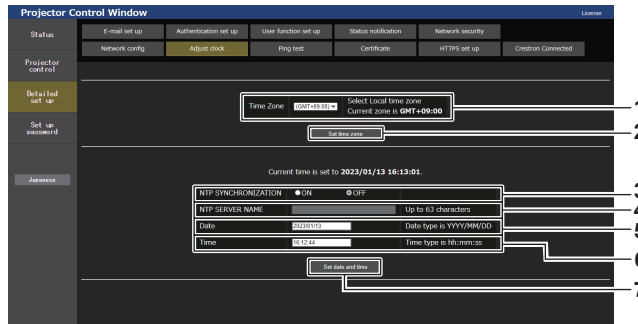 Projector Control Window
License
Status
E-mail set up
Authentication set up
User function set up
Status notification
Network security
Network config
Adjust clock
Ping test
Certificate
HTTPS set up
Crestron Connected
Projector
control
Detailed
set up
Set up
password
Japanese
Time Zone
(GMT+09:00)
Select Local time zone
Current zone is GMT+09:00
1
Set time zone
2
Current time is set to 2023/01/13 16:13:01.
NTP SYNCHRONIZATION
ON
OFF
3
NTP SERVER NAME
Up to 63 characters
4
Date
2023/01/13
Date type is YYYY/MM/DD
5
Time
16:12:44
Time type is hh:mm:ss
6
Set date and time
7